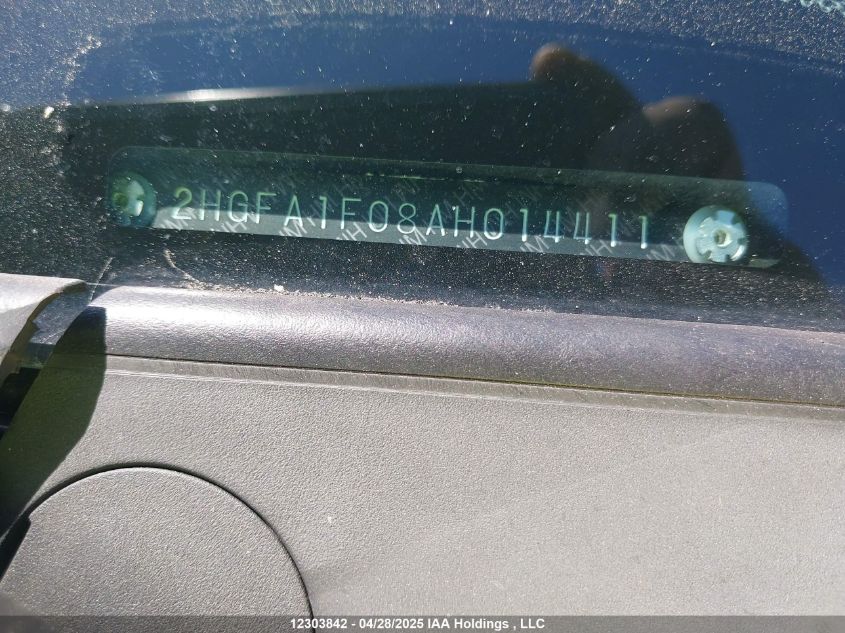 2HGFA1F08AH014411
12303842 - 04/28/2025 IAA Holdings , LLC